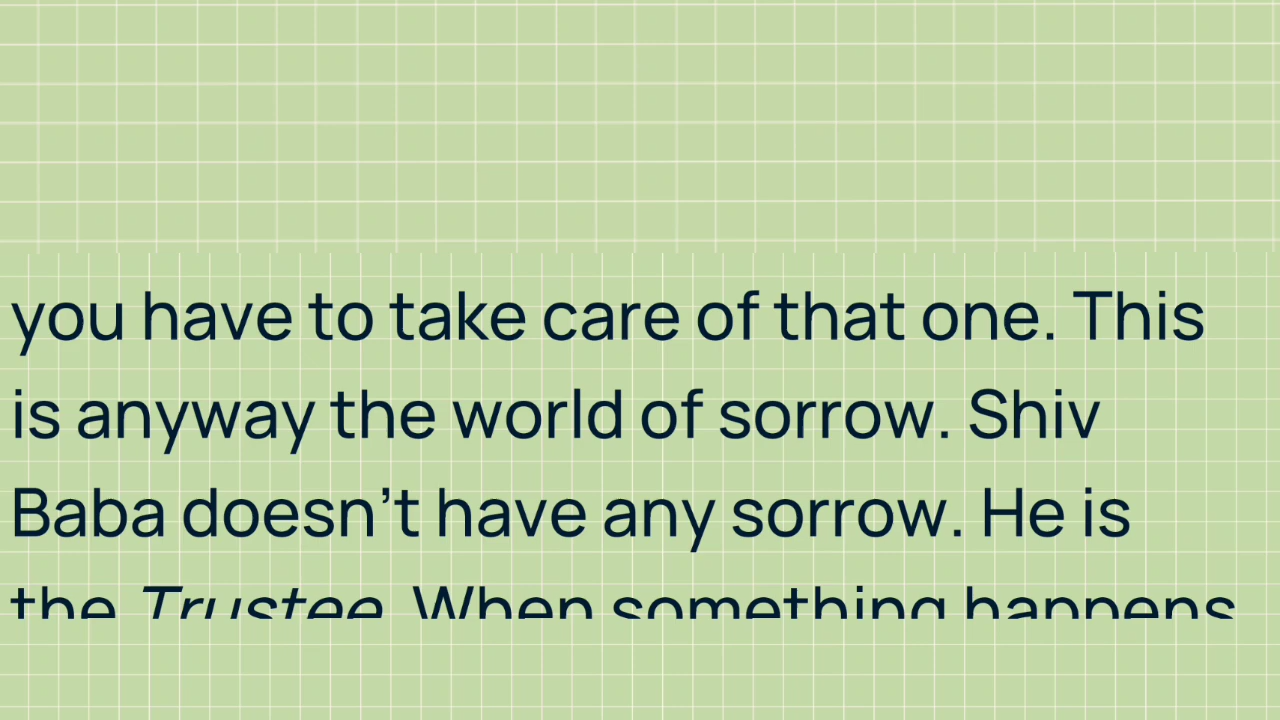 you have to take care of that one. This
is anyway the world of sorrow. Shiv
Baba doesn’t have any sorrow. He is
the Trustee. When something happens